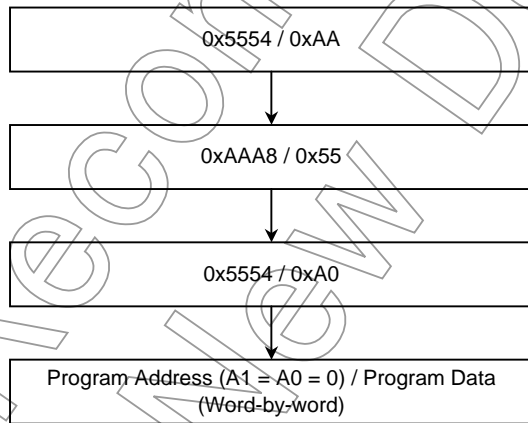 0x5554 / 0xAA
0xAAA8 / 0x55
0x5554 / 0xA0
Program Address (A1 = A0 = 0) / Program Data
(Word-by-word)